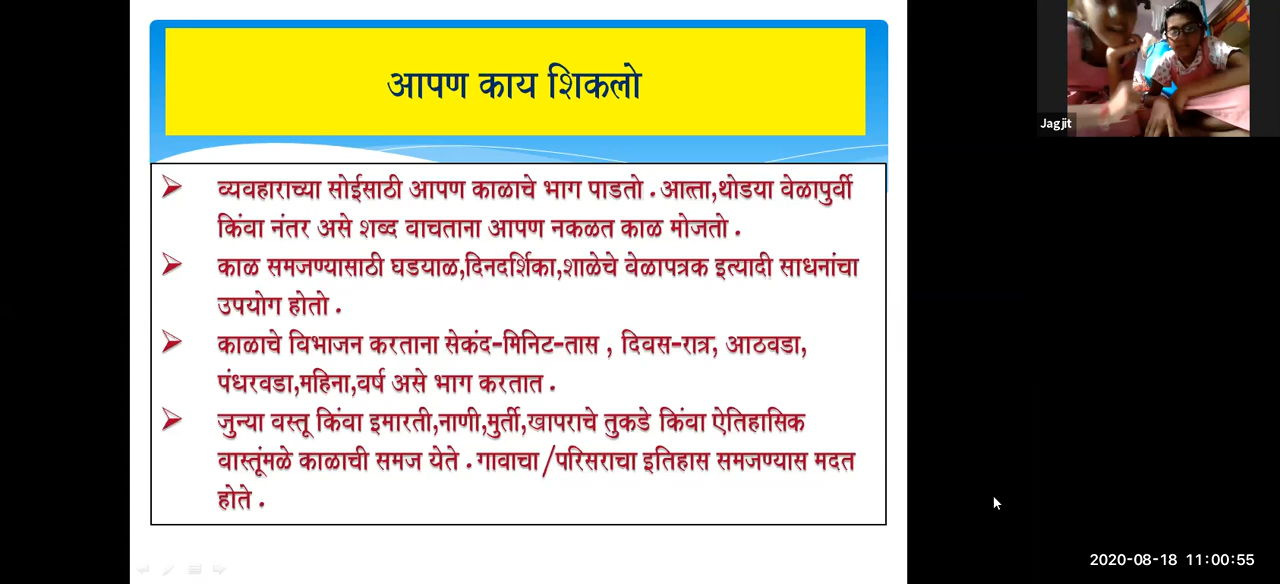 आपण काय शिकलो
व्यवहाराच्या सोईसाठी आपण काळाचे भाग पाडतो . आत्ता,थोडया वेळापुर्वी
किंवा नंतर असे शब्द वाचताना आपण नकळत काळ मोजतो .
काळ समजण्यासाठी घडयाळ,दिनदर्शिका,शाळेचे वेळापत्रक इत्यादी साधनांचा
उपयोग होतो .
काळाचे विभाजन करताना सेकंद-मिनिट-तास , दिवस-रात्र, आठवडा,
पंधरवडा,महिना,वर्ष असे भाग करतात .
जुन्या वस्तू किंवा इमारती,नाणी,मुर्ती,खापराचे तुकडे किंवा ऐतिहासिक
वास्तूंमळे काळाची समज येते . गावाचा/परिसराचा इतिहास समजण्यास मदत
होते .
Jagjit
2020-08-18 11:00:55